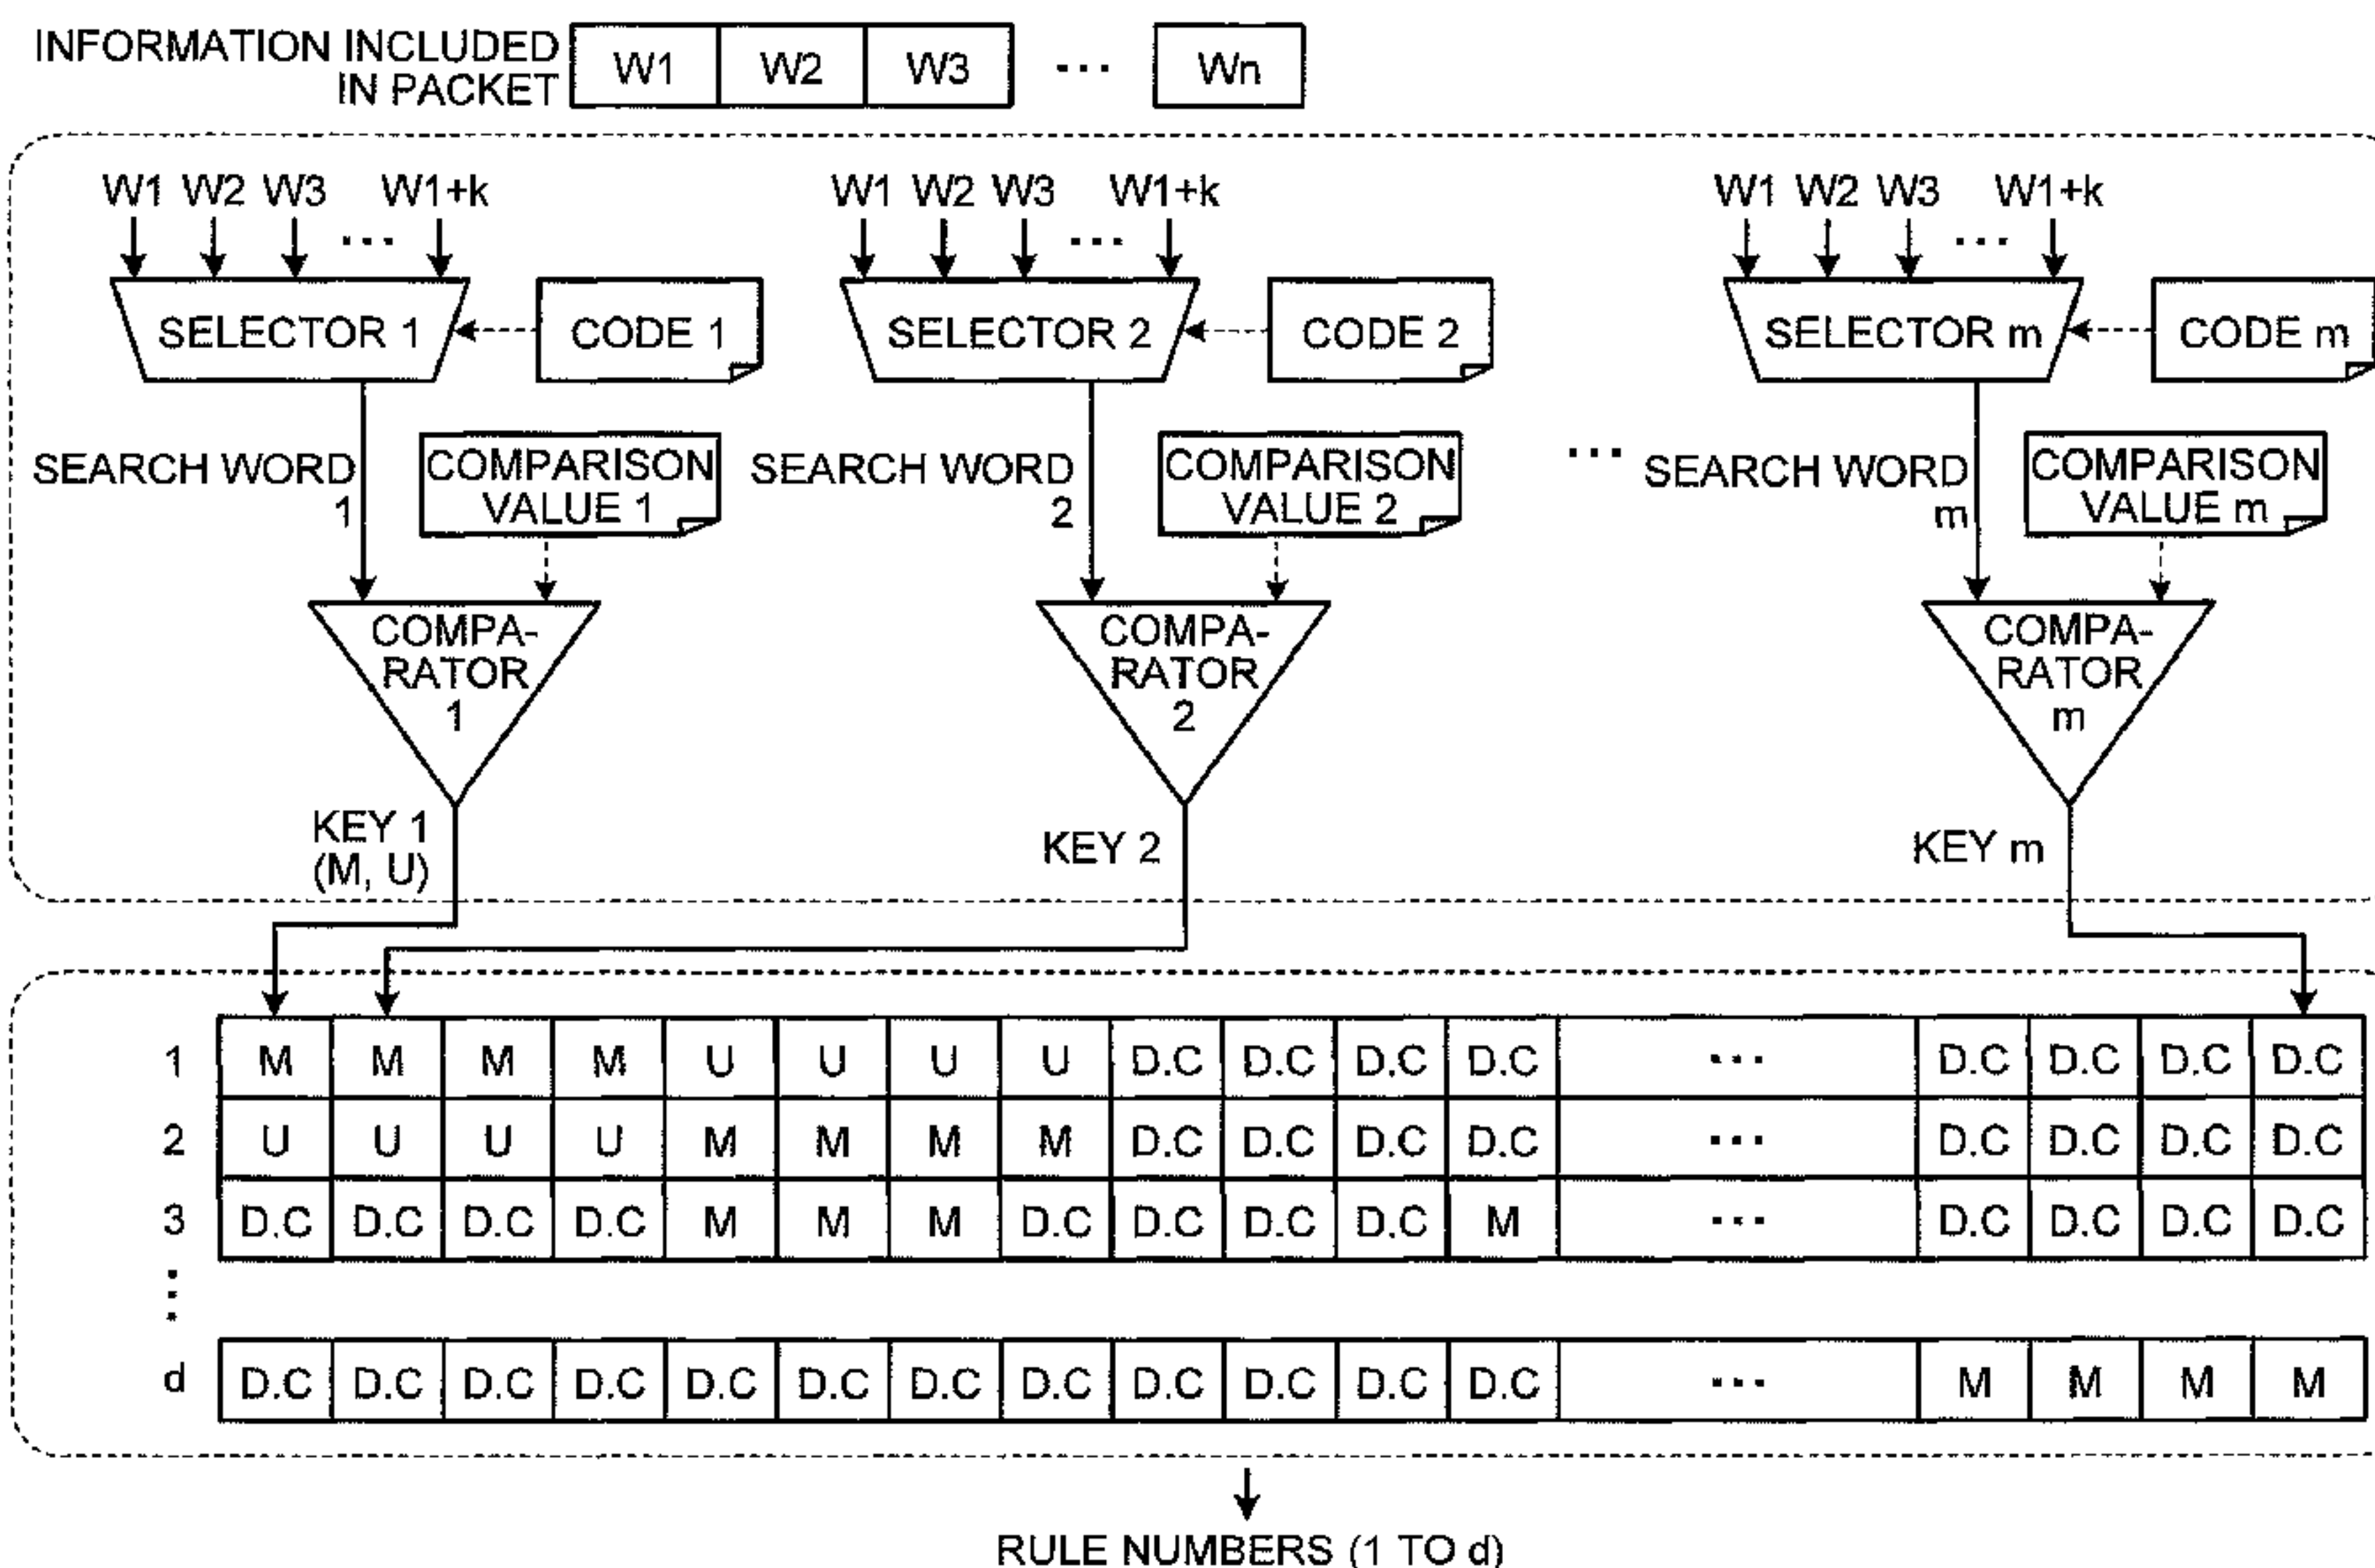 INFORMATION INCLUDED
IN PACKET
W1 W2 W3 ... Wn
W1 W2 W3 ... W1+k
W1 W2 W3 ... W1+k
W1 W2 W3 ... W1+k
SELECTOR 1
CODE 1
SELECTOR 2
CODE 2
SELECTOR m
CODE m
SEARCH WORD
1
COMPARISON
VALUE 1
SEARCH WORD
2
COMPARISON
VALUE 2
...
SEARCH WORD
m
COMPARISON
VALUE m
COMPA-
RATOR
1
COMPA-
RATOR
2
COMPA-
RATOR
m
KEY 1
(M, U)
KEY 2
KEY m
1 M M M M U U U U D.C D.C D.C D.C ... D.C D.C D.C D.C
2 U U U U M M M M D.C D.C D.C D.C ... D.C D.C D.C D.C
3 D.C D.C D.C D.C M M M D.C D.C D.C D.C M ... D.C D.C D.C D.C
⋮
d D.C D.C D.C D.C D.C D.C D.C D.C D.C D.C D.C D.C ... M M M M
RULE NUMBERS (1 TO d)